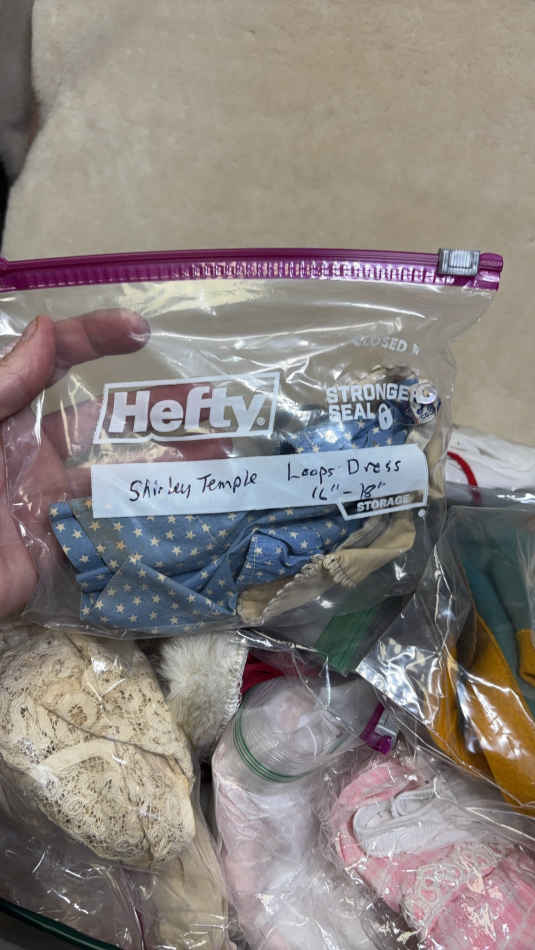 CLOSED
Hefty®
STRONGER
SEAL
Shirley Temple Loops Dress
16" - 18"
STORAGE